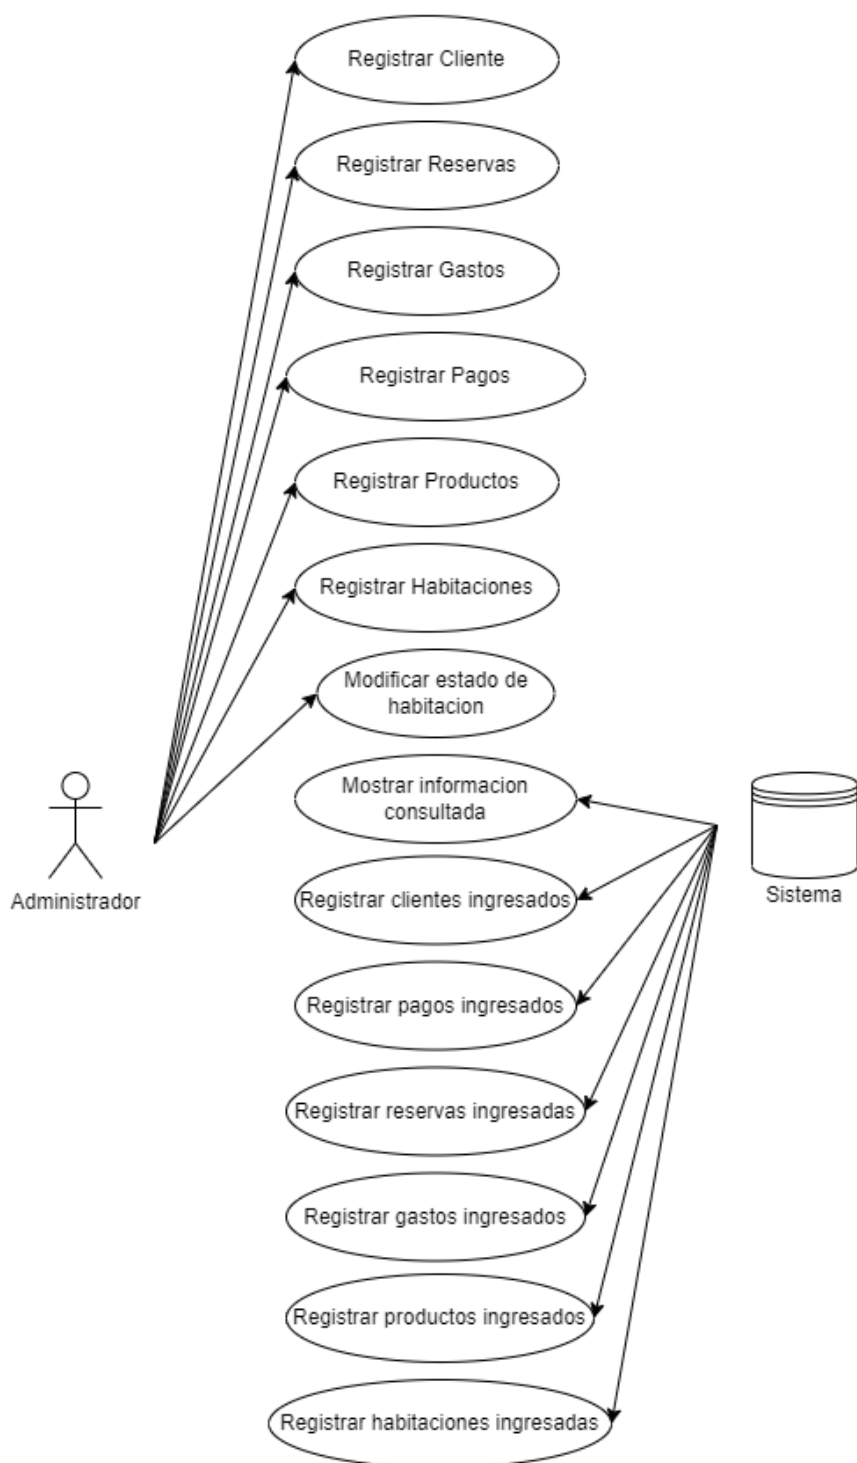 Registrar Cliente
Registrar Reservas
Registrar Gastos
Registrar Pagos
Registrar Productos
Registrar Habitaciones
Modificar estado de
habitacion
Mostrar informacion
consultada
Administrador
Sistema
Registrar clientes ingresados
Registrar pagos ingresados
Registrar reservas ingresadas
Registrar gastos ingresados
Registrar productos ingresados
Registrar habitaciones ingresadas